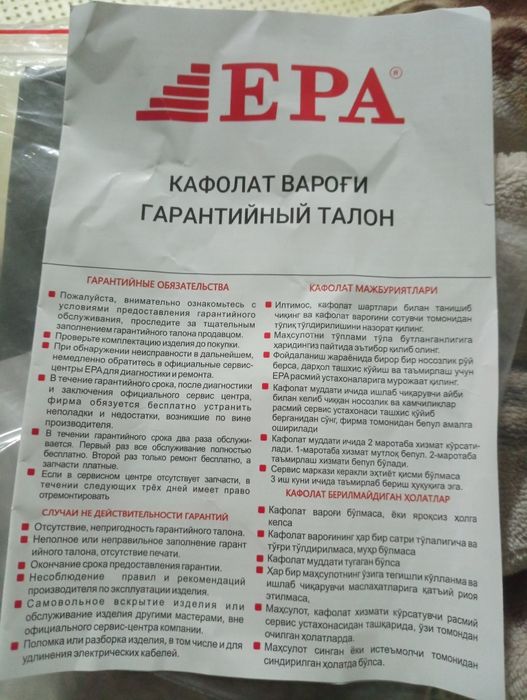 EPA®
КАФОЛАТ ВАРОҒИ
ГАРАНТИЙНЫЙ ТАЛОН
ГАРАНТИЙНЫЕ ОБЯЗАТЕЛЬСТВА
Пожалуйста, внимательно ознакомьтесь с
условиями предоставления гарантийного
обслуживания, проследите за тщательным
заполнением гарантийного талона продавцом.
Проверьте комплектацию изделия до покупки.
При обнаружении неисправности в дальнейшем,
немедленно обратитесь в официальные сервис-
центры EPA для диагностики и ремонта.
В течение гарантийного срока, после диагностики
и заключения официального сервис центра,
фирма обязуется бесплатно устранить
неполадки и недостатки, возникшие по вине
производителя.
В течении гарантийного срока два раза обслужи-
вается. Первый раз все обслуживание полностью
бесплатно. Второй раз только ремонт бесплатно, а
запчасти платные.
Если в сервисном центре отсутствует запчасти, в
течении следующих трёх дней имеет право
отремонтировать
СЛУЧАИ НЕ ДЕЙСТВИТЕЛЬНОСТИ ГАРАНТИЙ
Отсутствие, непригодность гарантийного талона.
Неполное или неправильное заполнение гарант
ийного талона, отсутствие печати.
Окончание срока предоставления гарантии.
Несоблюдение правил и рекомендаций
производителя по эксплуатации изделия.
Самовольное вскрытие изделия или
обслуживание изделия другими мастерами, вне
официального сервис-центра компании.
Поломка или разборка изделия, в том числе и для
удлинения электрических кабелей.
КАФОЛАТ МАЖБУРИЯТЛАРИ
Илтимос, кафолат шартлари билан танишиб
чиқинг ва кафолат вароғини сотувчи томонидан
тўлиқ тўлдирилишини назорат қилинг.
Маҳсулотни тўплами тўла бутланганлигига
харидингиз пайтида эътибор қилиб олинг.
Фойдаланиш жараёнида бирор бир носозлик рўй
берса, дарҳол ташхис қўйиш ва таъмирлаш учун
EPA расмий устахоналарига мурожаат қилинг.
Кафолат муддати ичида ишлаб чиқарувчи айби
билан келиб чиққан носозлик ва камчиликлар
расмий сервис устахонаси ташхис қўйиб
берганидан сўнг, фирма томонидан бепул амалга
оширилади
Кафолат муддати ичида 2 маротаба хизмат кўрсати-
лади. 1-маротаба хизмат мутлоқ бепул. 2-маротаба
таъмирлаш хизмати бепул бўлади.
Сервис маркази керакли эҳтиёт қисми бўлмаса
3 иш куни ичида таъмирлаб бериш ҳуқуқига эга.
КАФОЛАТ БЕРИЛМАЙДИГАН ҲОЛАТЛАР
Кафолат вароғи бўлмаса, ёки яроқсиз холга
келса
Кафолат вароғининг ҳар бир сатри тўлалигича ва
тўғри тўлдирилмаса, муҳр бўлмаса
Кафолат муддати тугаган бўлса
Ҳар бир маҳсулотнинг ўзига тегишли қўлланма ва
ишлаб чиқарувчи маслаҳатларига қатъий риоя
этилмаса,
Маҳсулот, кафолат хизмати кўрсатувчи расмий
сервис устахонасидан ташқарида, ўзи томондан
очилган ҳолатларда.
Маҳсулот синган ёки истеъмолчи томонидан
синдирилган ҳолатда бўлса.